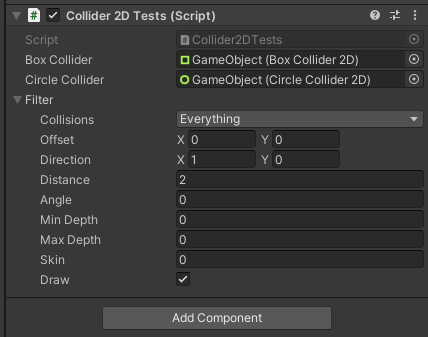 Collider 2D Tests (Script)
Script Collider2DTests
Box Collider GameObject (Box Collider 2D)
Circle Collider GameObject (Circle Collider 2D)
Filter
Collisions Everything
Offset X 0 Y 0
Direction X 1 Y 0
Distance 2
Angle 0
Min Depth 0
Max Depth 0
Skin 0
Draw
Add Component